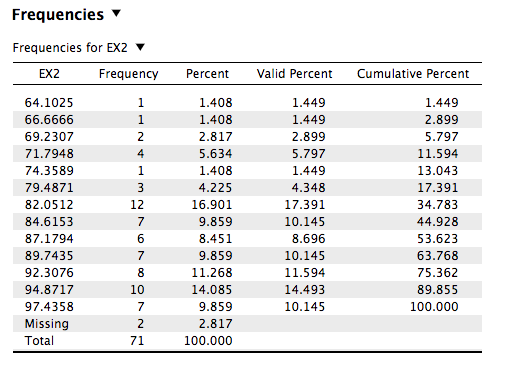 Frequencies ▼
Frequencies for EX2 ▼
EX2 Frequency Percent Valid Percent Cumulative Percent
64.1025 1 1.408 1.449 1.449
66.6666 1 1.408 1.449 2.899
69.2307 2 2.817 2.899 5.797
71.7948 4 5.634 5.797 11.594
74.3589 1 1.408 1.449 13.043
79.4871 3 4.225 4.348 17.391
82.0512 12 16.901 17.391 34.783
84.6153 7 9.859 10.145 44.928
87.1794 6 8.451 8.696 53.623
89.7435 7 9.859 10.145 63.768
92.3076 8 11.268 11.594 75.362
94.8717 10 14.085 14.493 89.855
97.4358 7 9.859 10.145 100.000
Missing 2 2.817
Total 71 100.000